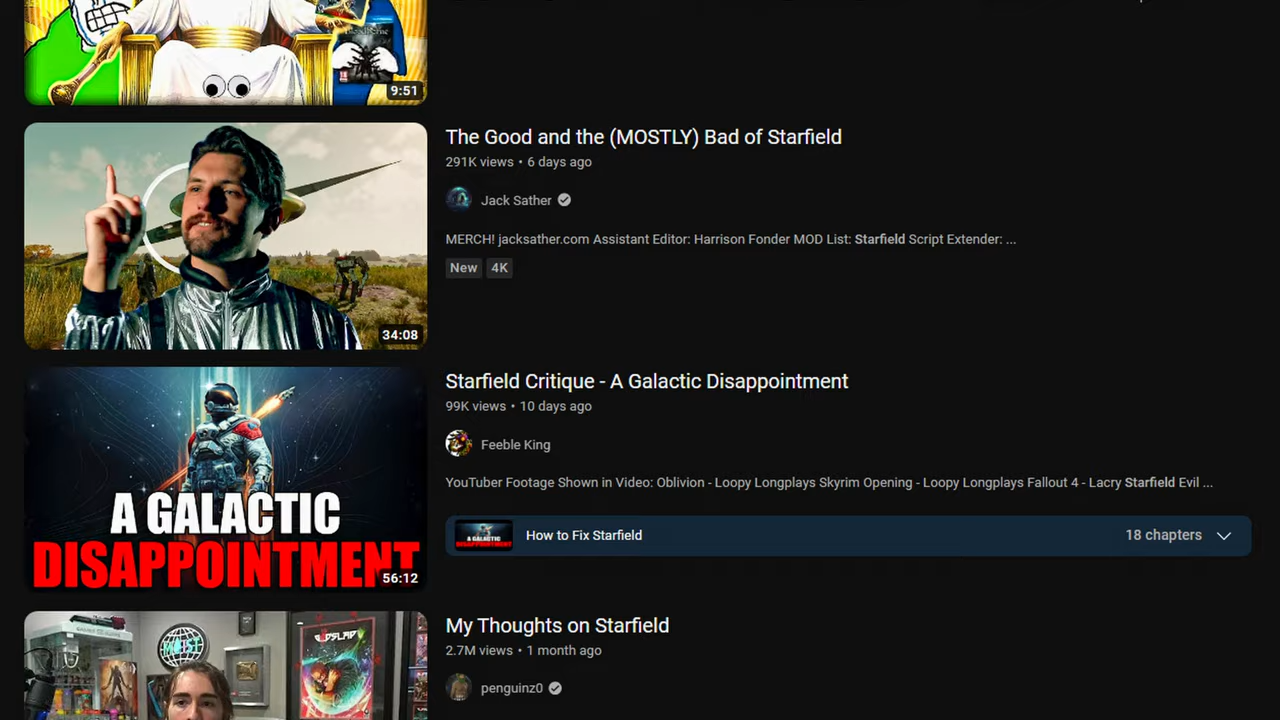 9:51
The Good and the (MOSTLY) Bad of Starfield
291K views • 6 days ago
Jack Sather
MERCH! jacksather.com Assistant Editor: Harrison Fonder MOD List: Starfield Script Extender: ...
New 4K
34:08
Starfield Critique - A Galactic Disappointment
99K views • 10 days ago
Feeble King
YouTuber Footage Shown in Video: Oblivion - Loopy Longplays Skyrim Opening - Loopy Longplays Fallout 4 - Lacry Starfield Evil ...
A GALACTIC
DISAPPOINTMENT
56:12
A GALACTIC
DISAPPOINTMENT
How to Fix Starfield
18 chapters
My Thoughts on Starfield
2.7M views • 1 month ago
penguinz0
MOIST
GODSLAP